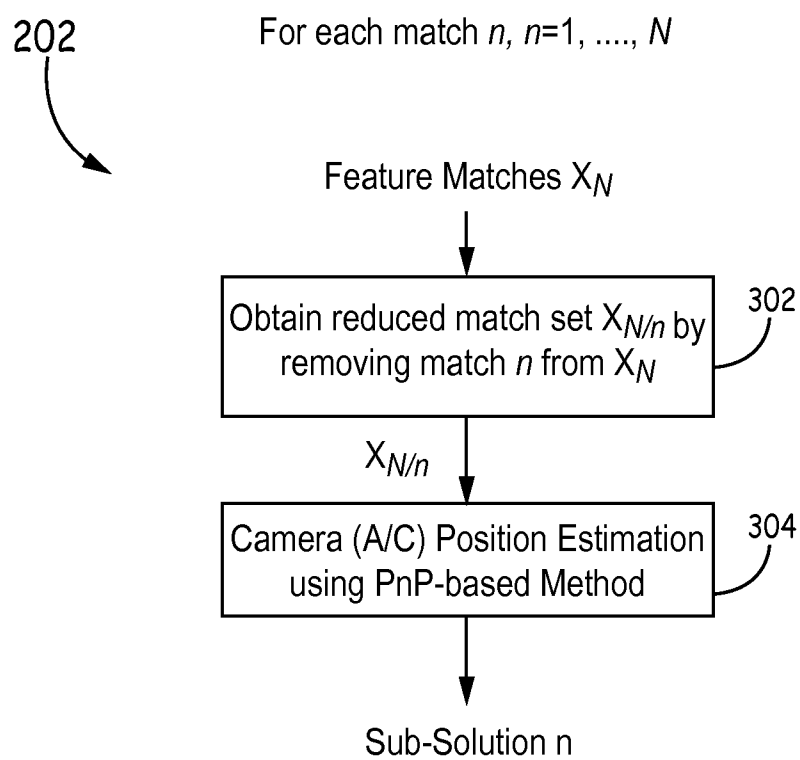 202
For each match n, n=1, ...., N
Feature Matches X_N
Obtain reduced match set X_N/n by
removing match n from X_N
302
X_N/n
Camera (A/C) Position Estimation
using PnP-based Method
304
Sub-Solution n